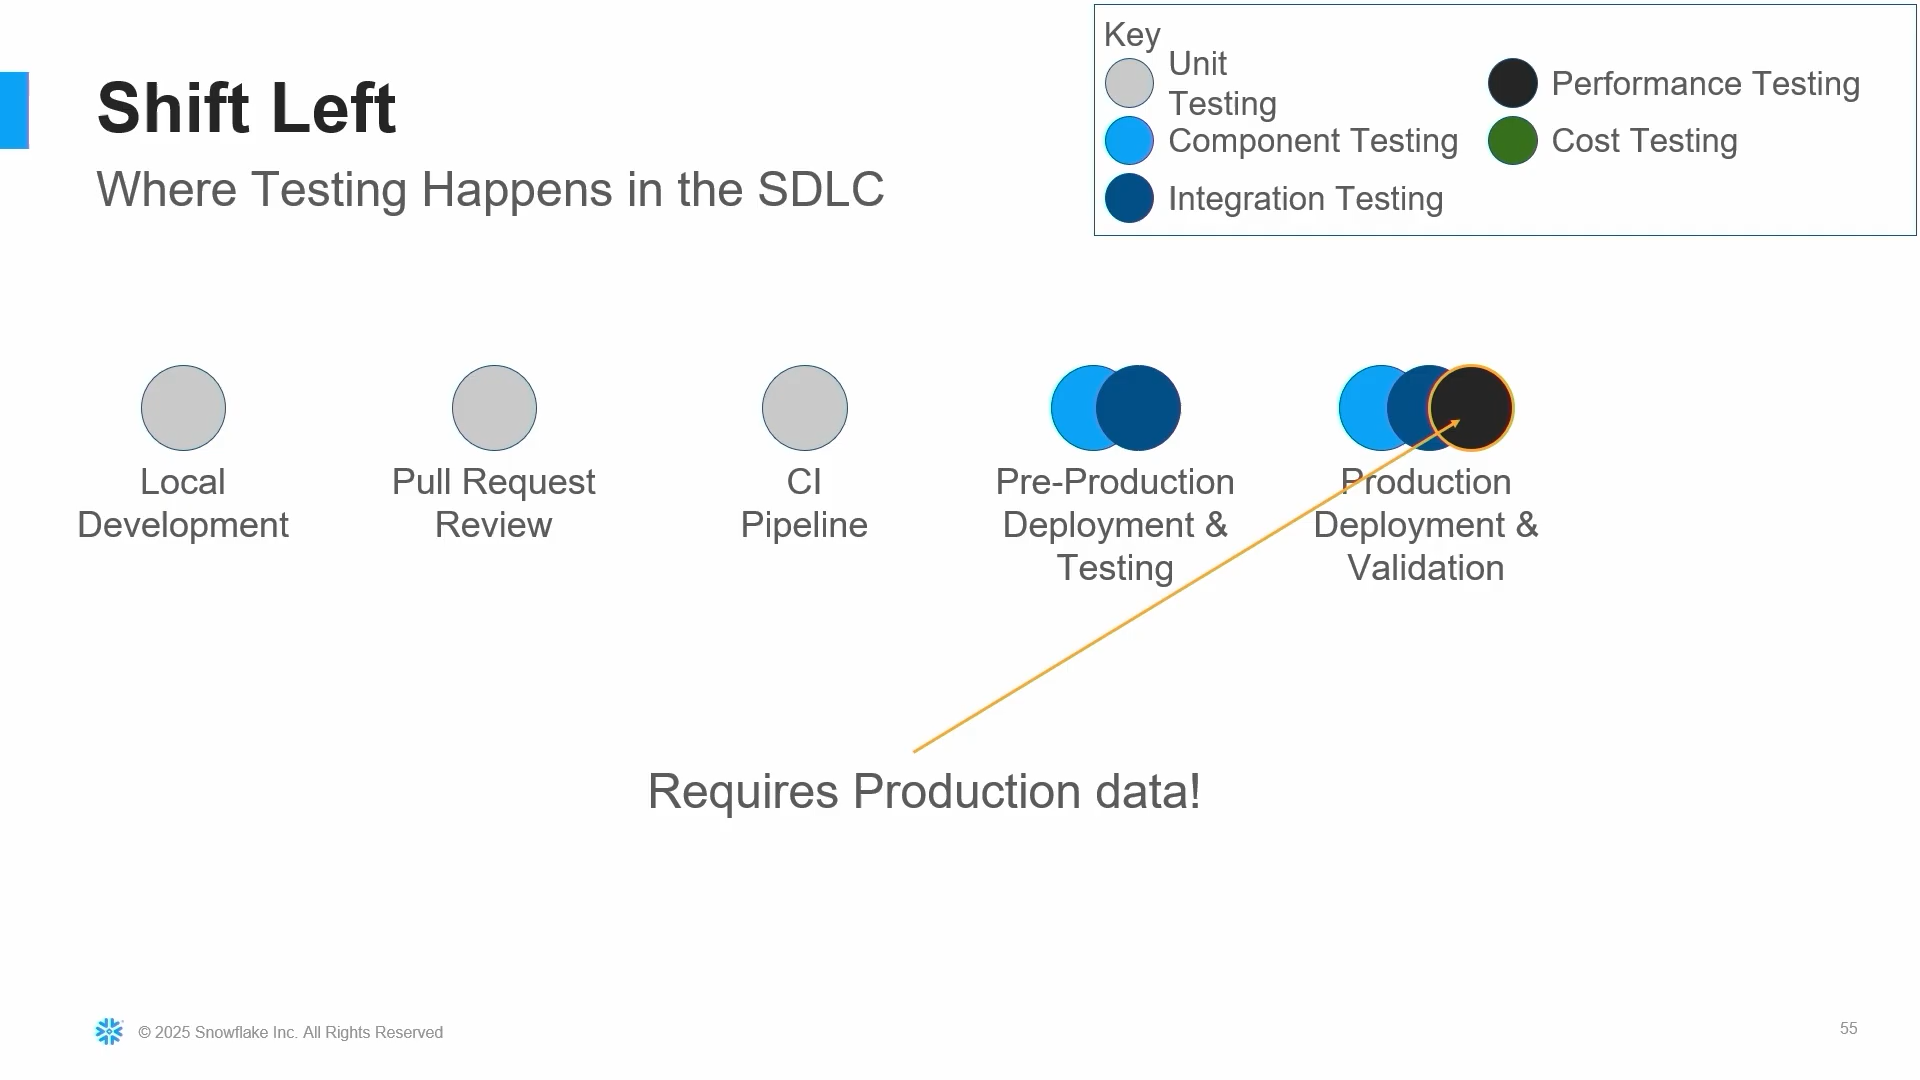 Shift Left
Where Testing Happens in the SDLC
Key
Unit
Testing
Component Testing
Integration Testing
Performance Testing
Cost Testing
Local
Development
Pull Request
Review
CI
Pipeline
Pre-Production
Deployment &
Testing
Production
Deployment &
Validation
Requires Production data!
© 2025 Snowflake Inc. All Rights Reserved
55